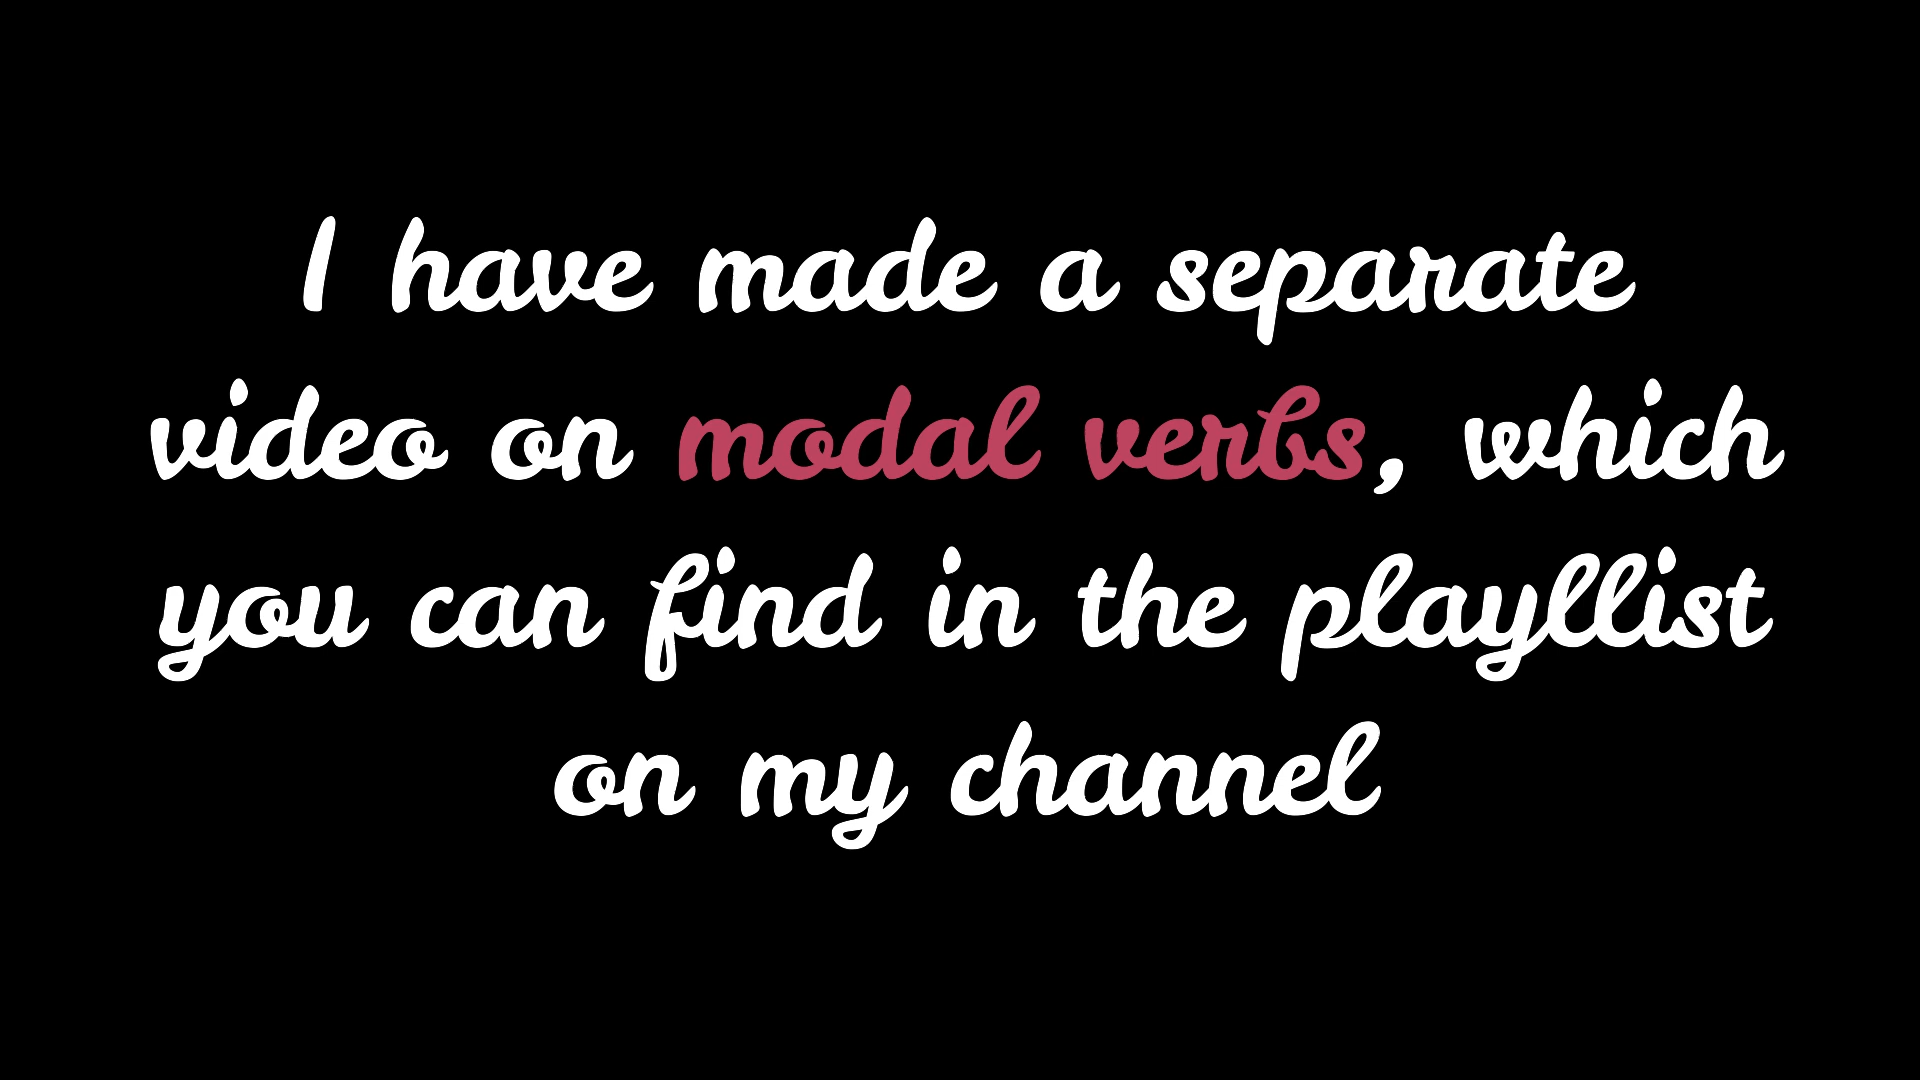 I have made a separate
video on modal verbs, which
you can find in the playllist
on my channel